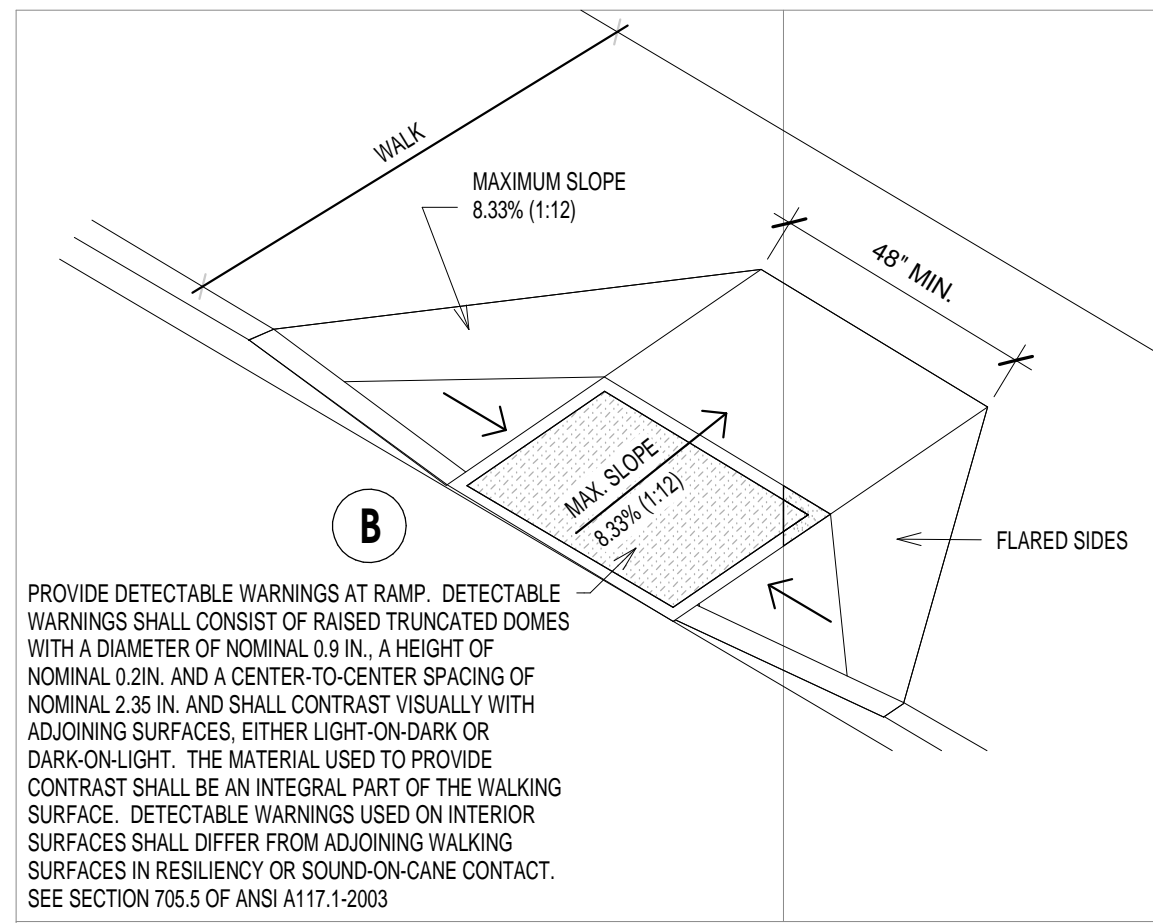 WALK
MAXIMUM SLOPE
8.33% (1:12)
48" MIN.
MAX. SLOPE
8.33% (1:12)
FLARED SIDES
B
PROVIDE DETECTABLE WARNINGS AT RAMP.  DETECTABLE
WARNINGS SHALL CONSIST OF RAISED TRUNCATED DOMES
WITH A DIAMETER OF NOMINAL 0.9 IN., A HEIGHT OF
NOMINAL 0.2IN. AND A CENTER-TO-CENTER SPACING OF
NOMINAL 2.35 IN. AND SHALL CONTRAST VISUALLY WITH
ADJOINING SURFACES, EITHER LIGHT-ON-DARK OR
DARK-ON-LIGHT.  THE MATERIAL USED TO PROVIDE
CONTRAST SHALL BE AN INTEGRAL PART OF THE WALKING
SURFACE.  DETECTABLE WARNINGS USED ON INTERIOR
SURFACES SHALL DIFFER FROM ADJOINING WALKING
SURFACES IN RESILIENCY OR SOUND-ON-CANE CONTACT.
SEE SECTION 705.5 OF ANSI A117.1-2003